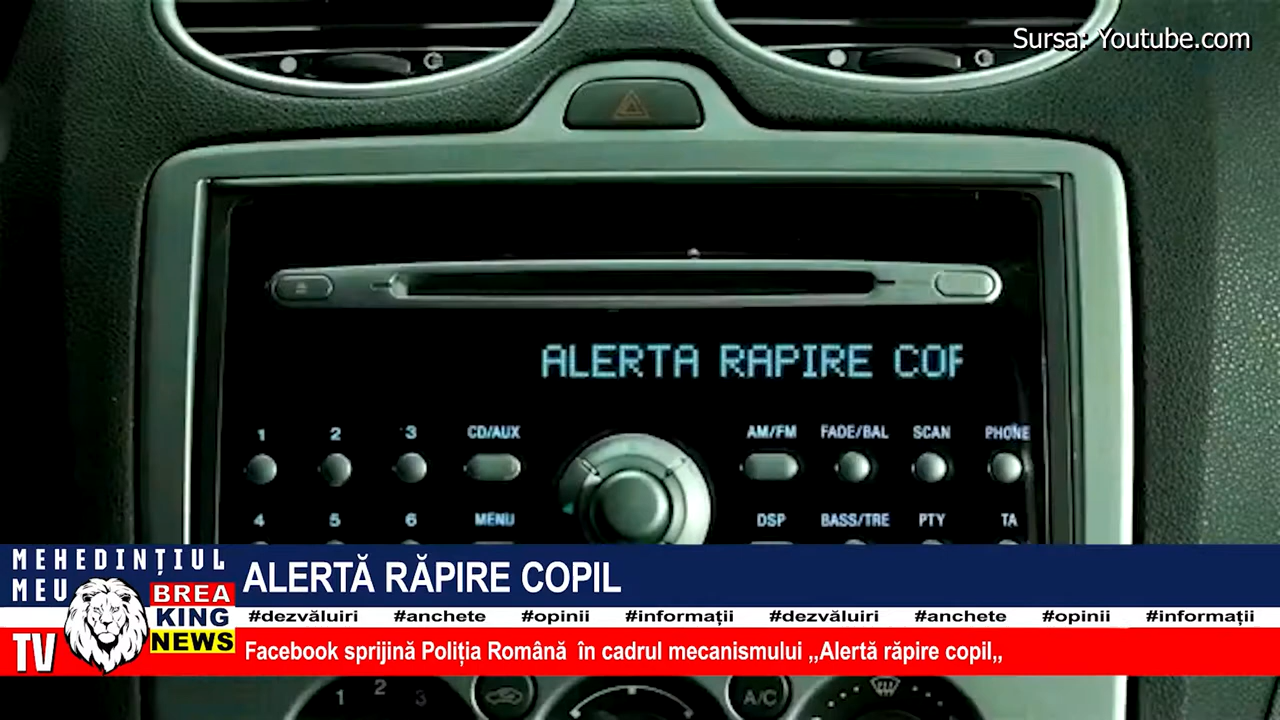 Sursa: Youtube.com
ALERTA RAPIRE COP
1 2 3 CD/AUX AM/FM FADE/BAL SCAN PHONE
4 5 6 MENU DSP BASS/TRE PTY TA
MEHEDINȚIUL
MEU
TV
BREA
KING
NEWS
ALERTĂ RĂPIRE COPIL
#dezvăluiri #anchete #opinii #informații #dezvăluiri #anchete #opinii #informații
Facebook sprijină Poliția Română în cadrul mecanismului ,,Alertă răpire copil,,
1 2 3 A/C